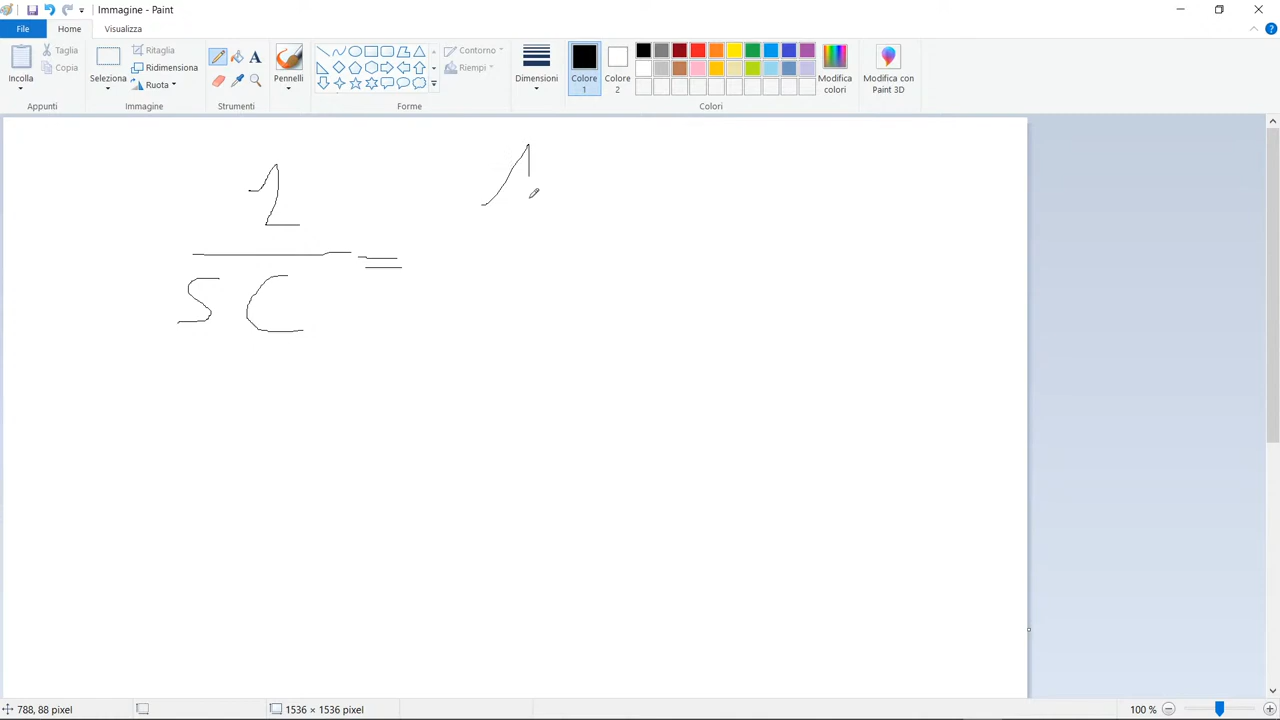 Immagine - Paint
File Home Visualizza
Incolla
Taglia
Copia
Appunti
Seleziona
Ritaglia
Ridimensiona
Ruota
Immagine
A
Strumenti
Pennelli
Contorno
Riempi
Forme
Dimensioni
Colore 1
Colore 2
Modifica colori
Colori
Modifica con Paint 3D
1 1
=
SC
788, 88 pixel 1536 × 1536 pixel 100 %